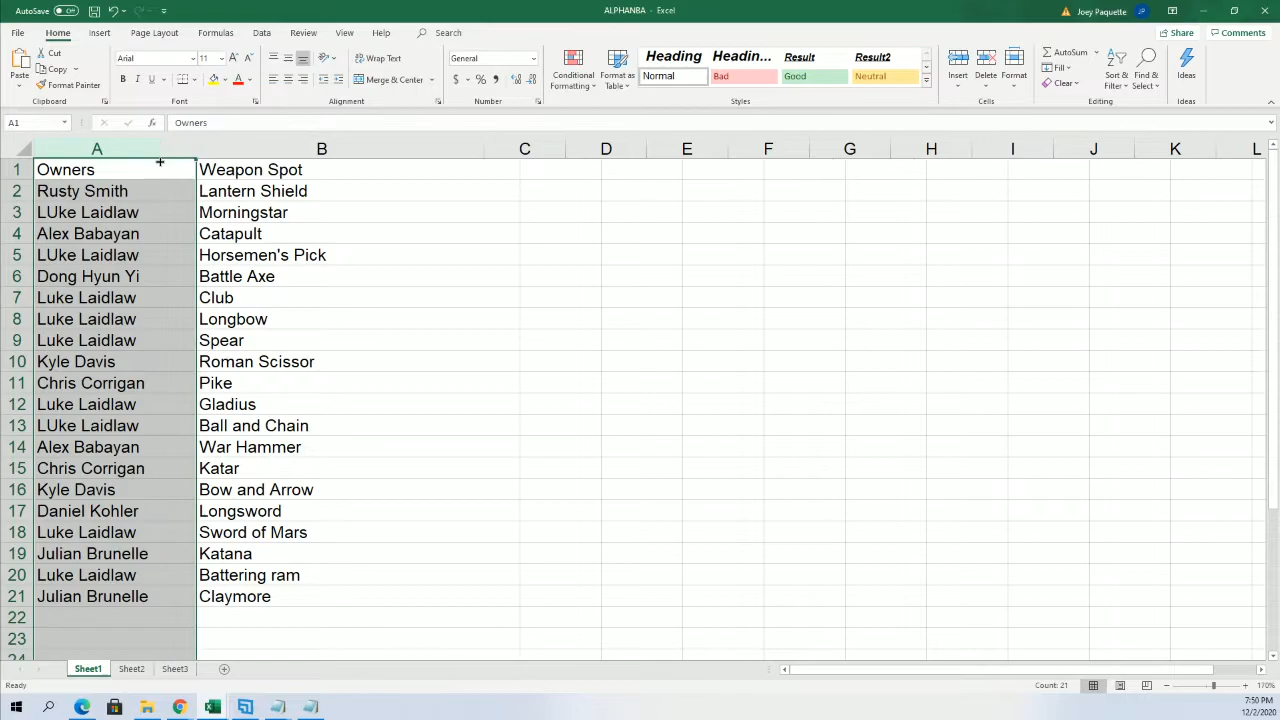 AutoSave Off
ALPHANBA - Excel
Joey Paquette JP
File Home Insert Page Layout Formulas Data Review View Help Search
Share Comments
Paste
Cut
Copy
Format Painter
Clipboard
Arial 11
B I U
Font
Wrap Text
Merge & Center
Alignment
General
$ % ,
Number
Conditional Formatting
Format as Table
Heading Headin... Result Result2
Normal Bad Good Neutral
Styles
Insert Delete Format
Cells
AutoSum
Fill
Clear
Sort & Filter
Find & Select
Editing
Ideas
Ideas
A1 fx Owners
A B C D E F G H I J K L
1 Owners Weapon Spot
2 Rusty Smith Lantern Shield
3 LUke Laidlaw Morningstar
4 Alex Babayan Catapult
5 LUke Laidlaw Horsemen's Pick
6 Dong Hyun Yi Battle Axe
7 Luke Laidlaw Club
8 Luke Laidlaw Longbow
9 Luke Laidlaw Spear
10 Kyle Davis Roman Scissor
11 Chris Corrigan Pike
12 Luke Laidlaw Gladius
13 LUke Laidlaw Ball and Chain
14 Alex Babayan War Hammer
15 Chris Corrigan Katar
16 Kyle Davis Bow and Arrow
17 Daniel Kohler Longsword
18 Luke Laidlaw Sword of Mars
19 Julian Brunelle Katana
20 Luke Laidlaw Battering ram
21 Julian Brunelle Claymore
22
23
24
Sheet1 Sheet2 Sheet3
Ready Count: 21 170%
7:50 PM
12/2/2020